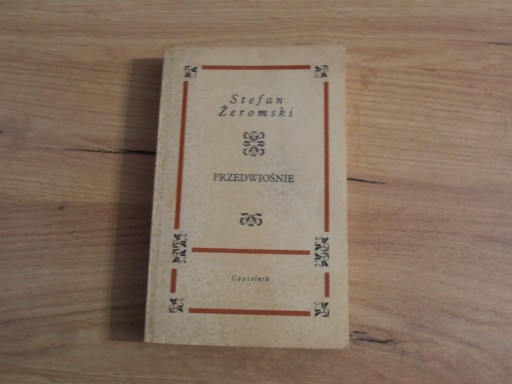 Stefan
Żeromski
PRZEDWIOŚNIE
Czytelnik